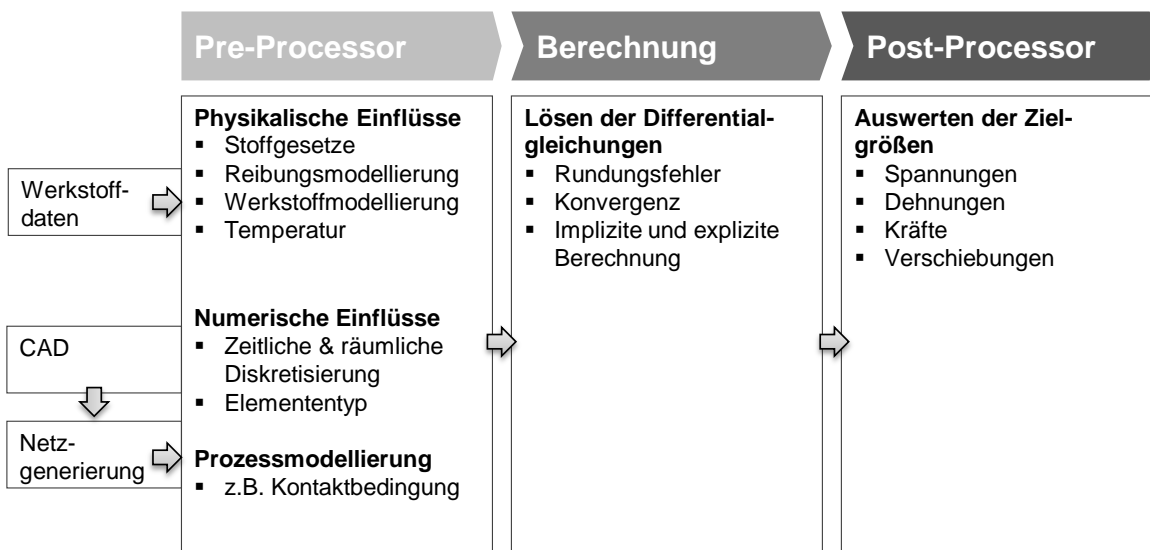 Pre-Processor
Berechnung
Post-Processor
Werkstoff-
daten
CAD
Netz-
generierung
Physikalische Einflüsse
▪ Stoffgesetze
▪ Reibungsmodellierung
▪ Werkstoffmodellierung
▪ Temperatur
Numerische Einflüsse
▪ Zeitliche & räumliche
Diskretisierung
▪ Elemententyp
Prozessmodellierung
▪ z.B. Kontaktbedingung
Lösen der Differential-
gleichungen
▪ Rundungsfehler
▪ Konvergenz
▪ Implizite und explizite
Berechnung
Auswerten der Ziel-
größen
▪ Spannungen
▪ Dehnungen
▪ Kräfte
▪ Verschiebungen